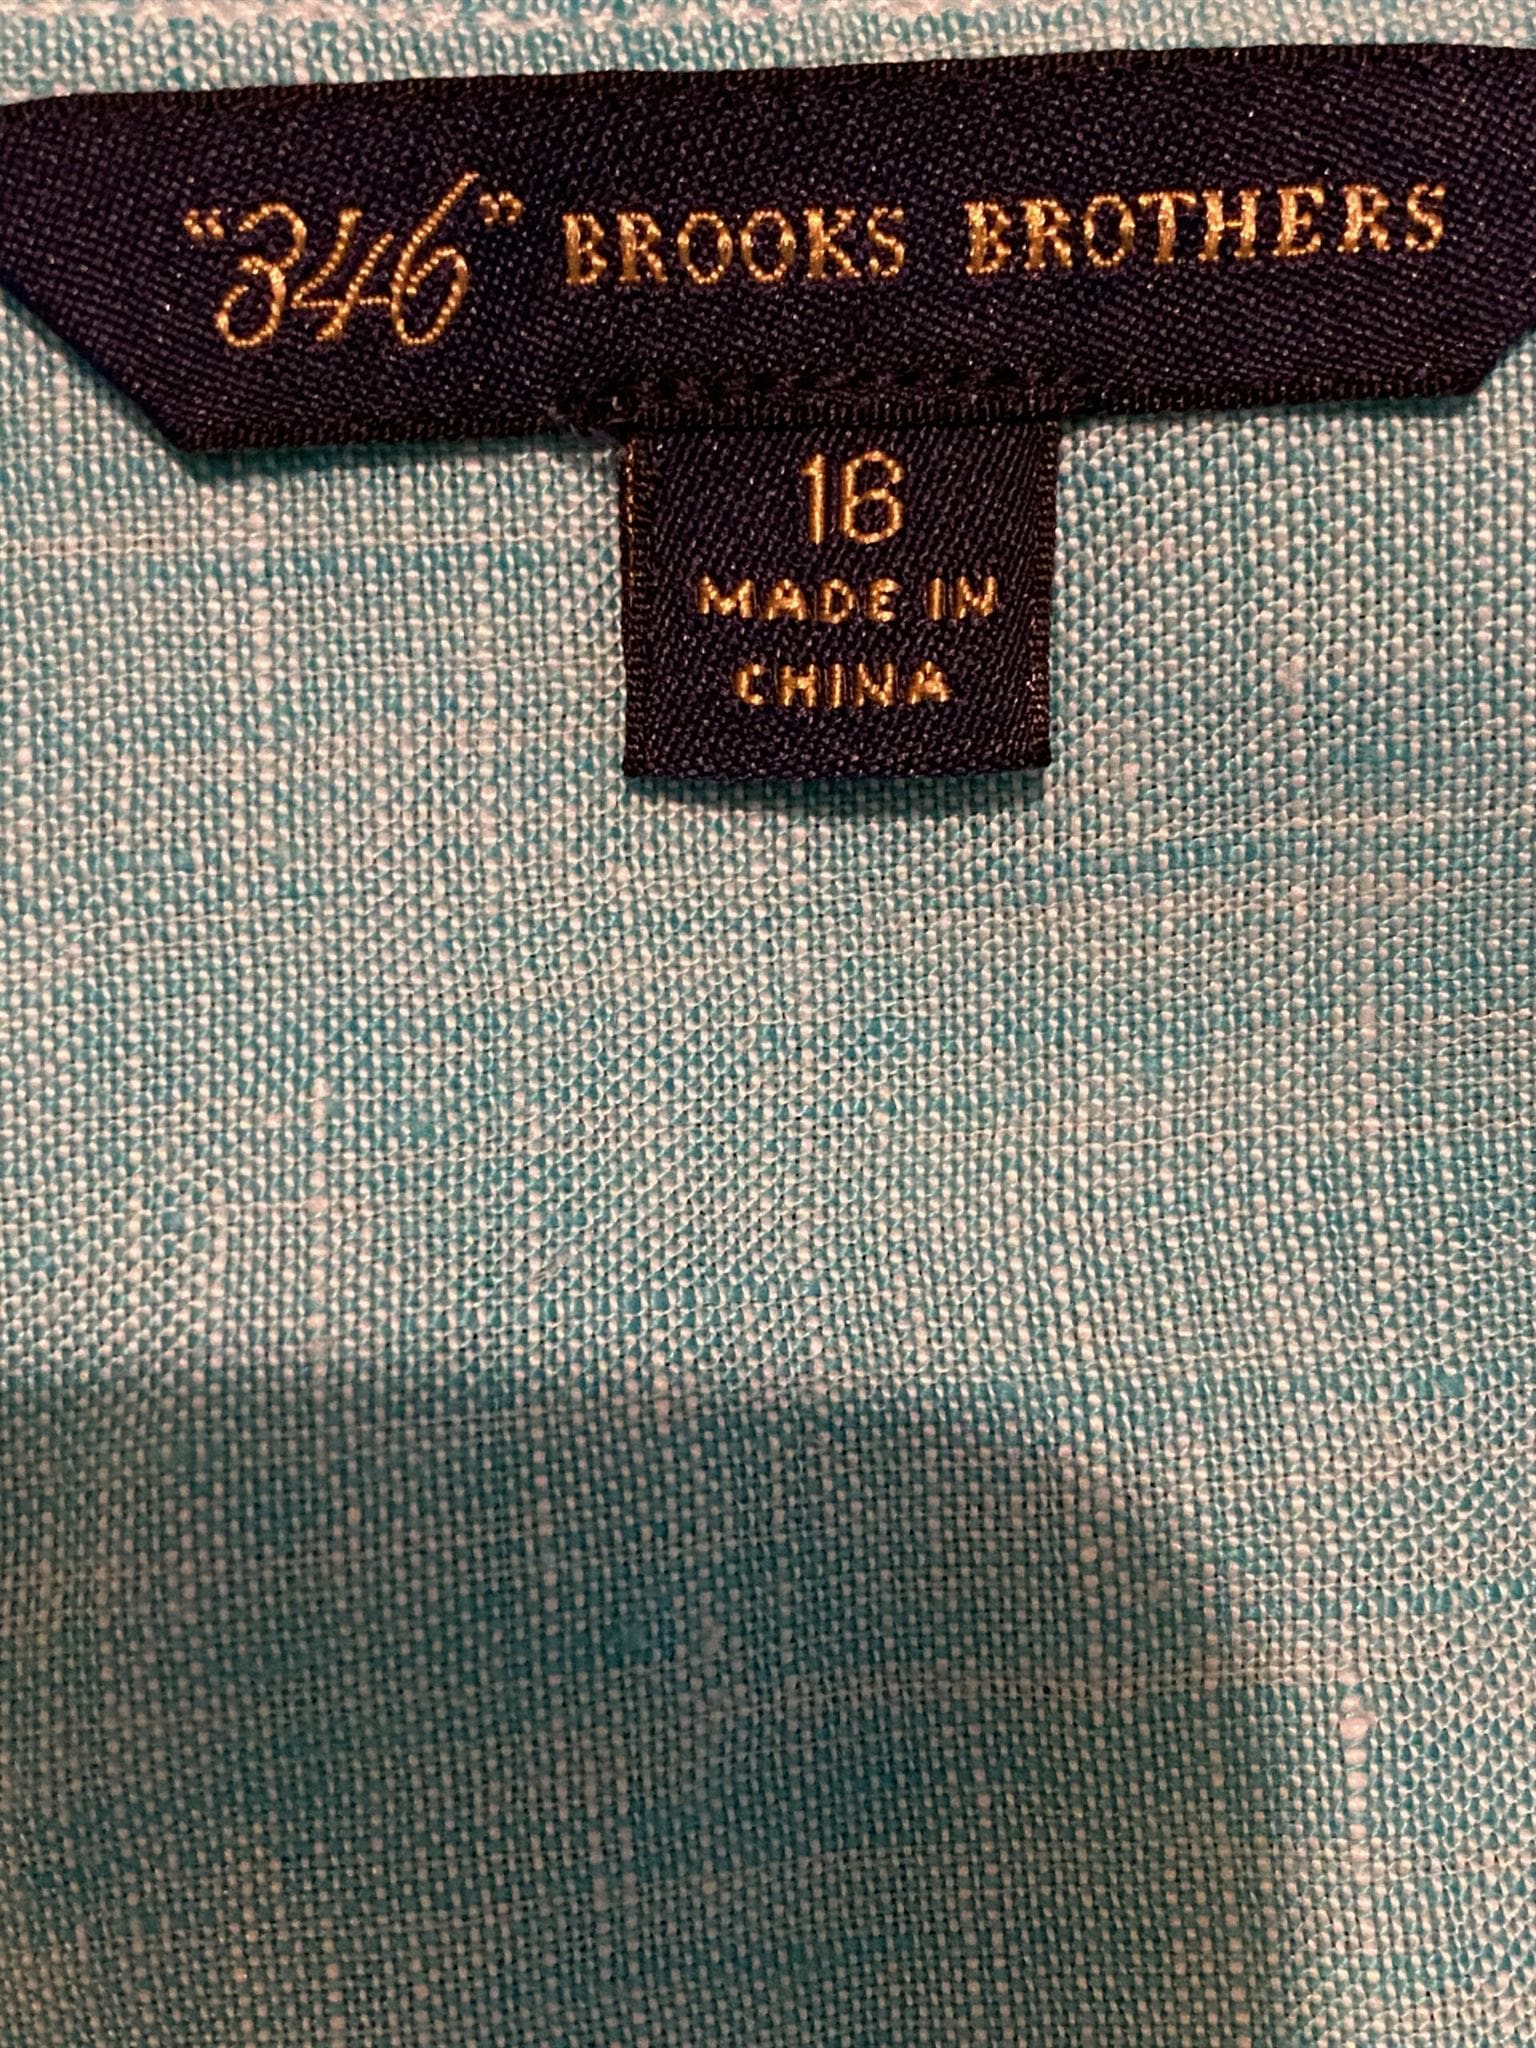 “346” BROOKS BROTHERS
16
MADE IN
CHINA